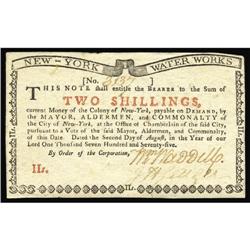 NEW-YORK WATER WORKS
[No.
THIS NOTE shall entitle the BEARER to the Sum of
TWO SHILLINGS,
current Money of the Colony of New-York, payable on DEMAND, by
the MAYOR, ALDERMEN, and COMMONALTY of
the City of New-York, at the Office of Chamberlain of the said City,
pursuant to a Vote of the said Mayor, Aldermen, and Commonalty,
of this Date. Dated the Second Day of August, in the Year of our
Lord One Thousand Seven Hundred and Seventy-five.
By Order of the Corporation,
IIs.
IIs.